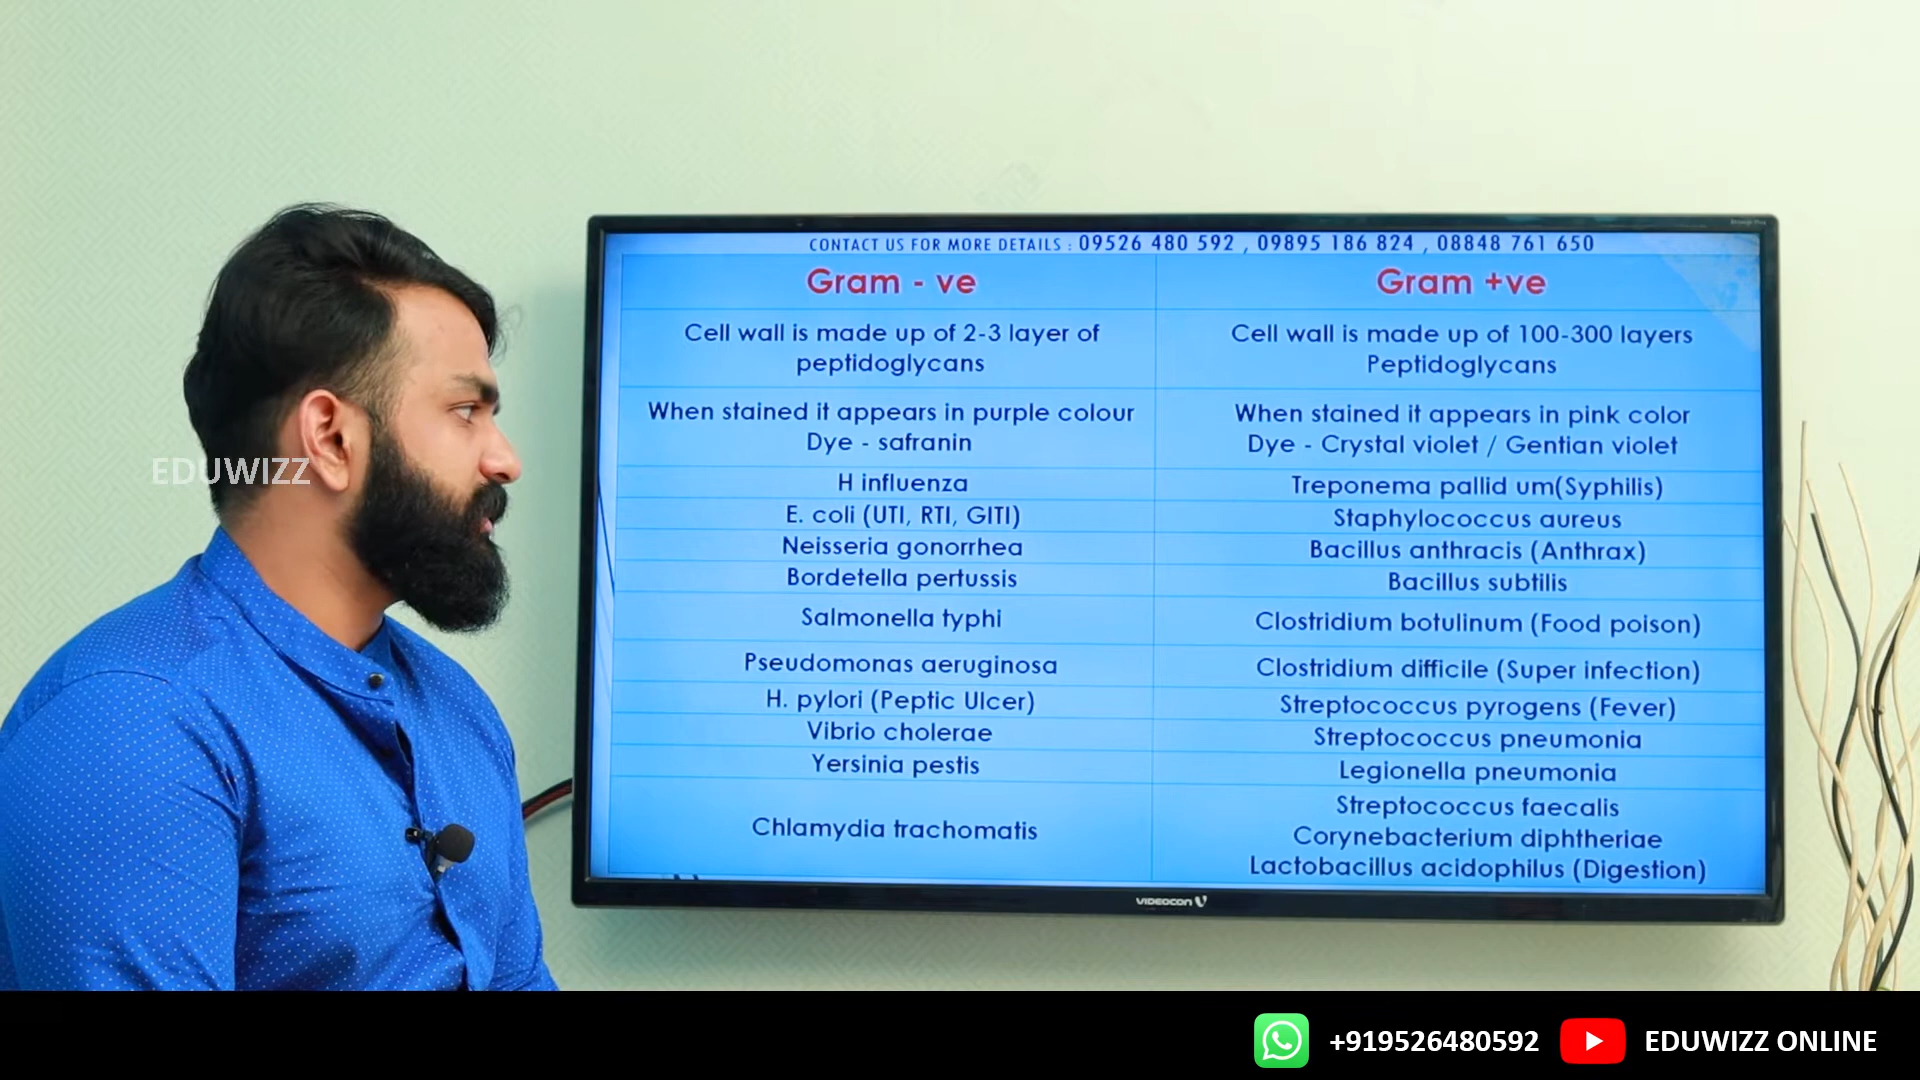 CONTACT US FOR MORE DETAILS : 09526 480 592 , 09895 186 824 , 08848 761 650
Gram - ve
Gram +ve
Cell wall is made up of 2-3 layer of
peptidoglycans
Cell wall is made up of 100-300 layers
Peptidoglycans
When stained it appears in purple colour
Dye - safranin
When stained it appears in pink color
Dye - Crystal violet / Gentian violet
H influenza
Treponema pallid um(Syphilis)
E. coli (UTI, RTI, GITI)
Staphylococcus aureus
Neisseria gonorrhea
Bacillus anthracis (Anthrax)
Bordetella pertussis
Bacillus subtilis
Salmonella typhi
Clostridium botulinum (Food poison)
Pseudomonas aeruginosa
Clostridium difficile (Super infection)
H. pylori (Peptic Ulcer)
Streptococcus pyrogens (Fever)
Vibrio cholerae
Streptococcus pneumonia
Yersinia pestis
Legionella pneumonia
Chlamydia trachomatis
Streptococcus faecalis
Corynebacterium diphtheriae
Lactobacillus acidophilus (Digestion)
EDUWIZZ
VIDEOCON
+919526480592
EDUWIZZ ONLINE